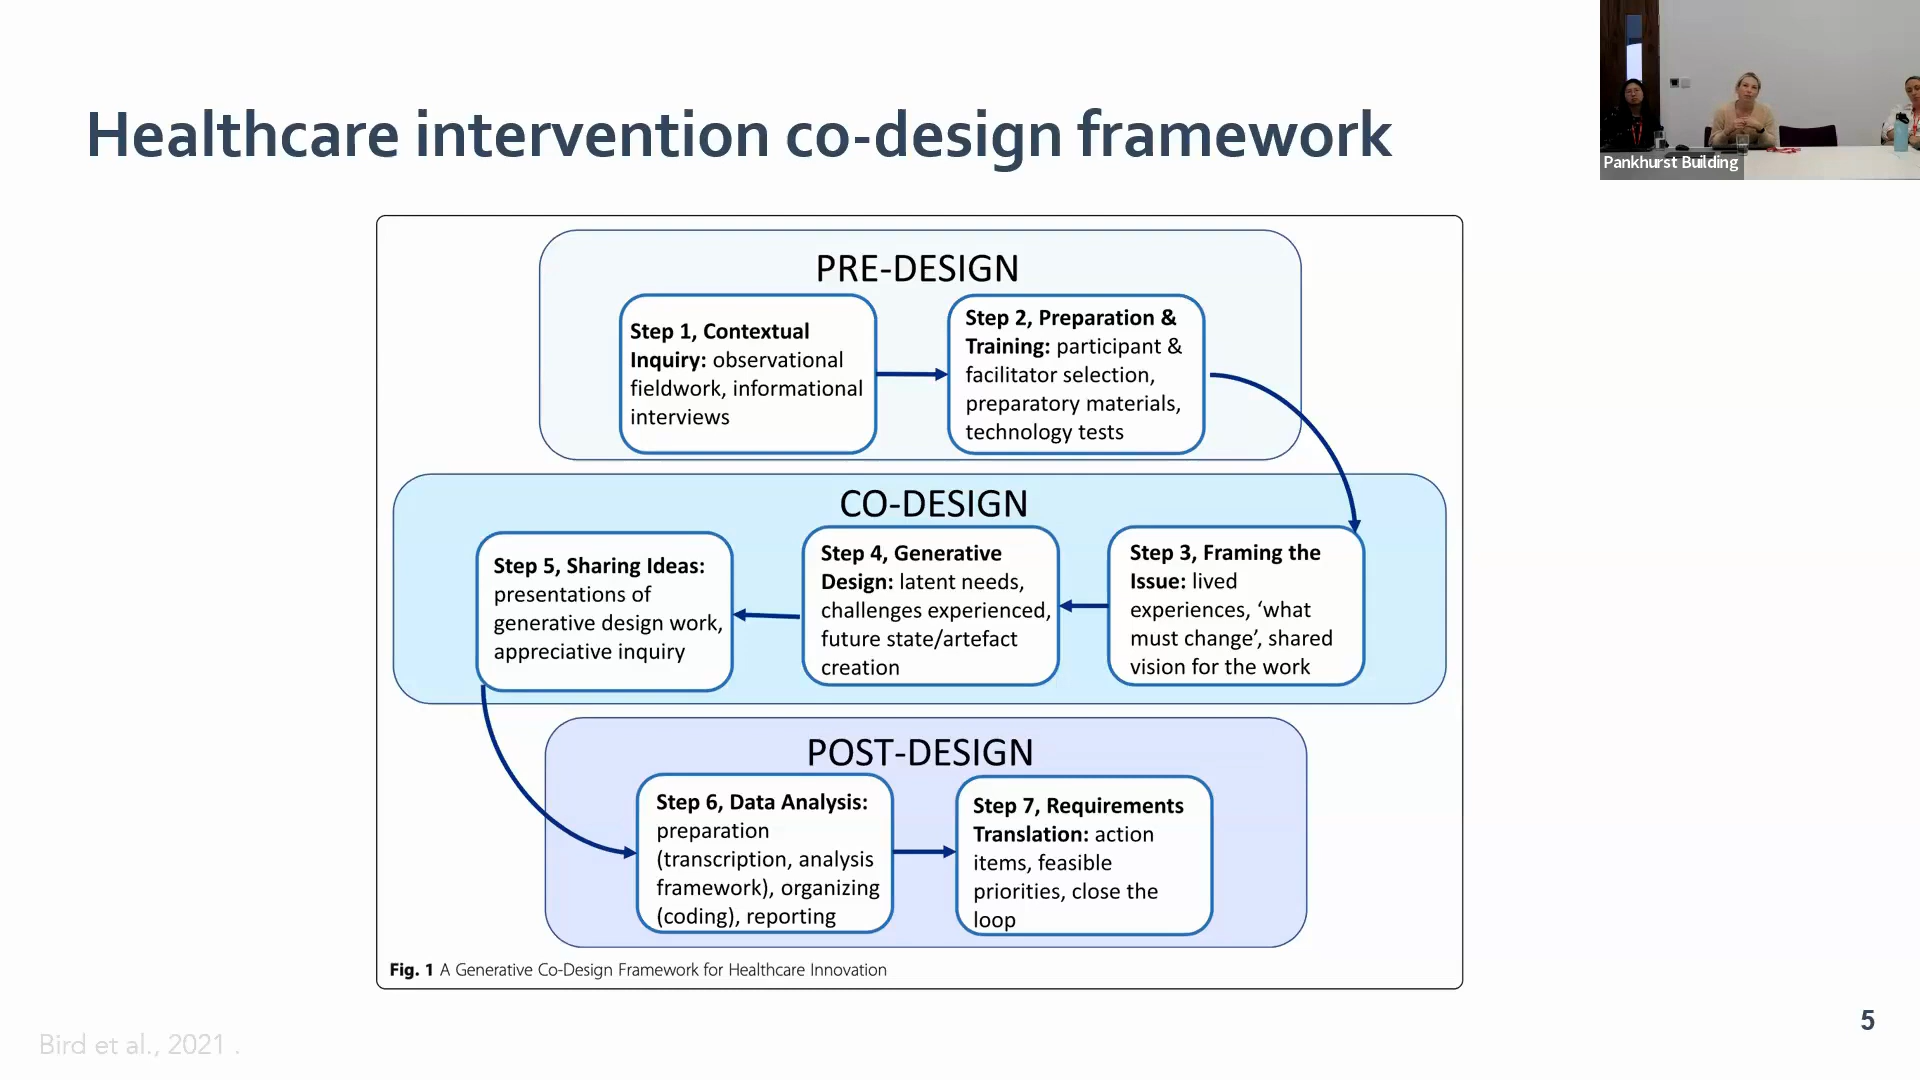 Healthcare intervention co-design framework
Pankhurst Building
PRE-DESIGN
Step 1, Contextual
Inquiry: observational
fieldwork, informational
interviews
Step 2, Preparation &
Training: participant &
facilitator selection,
preparatory materials,
technology tests
CO-DESIGN
Step 5, Sharing Ideas:
presentations of
generative design work,
appreciative inquiry
Step 4, Generative
Design: latent needs,
challenges experienced,
future state/artefact
creation
Step 3, Framing the
Issue: lived
experiences, ‘what
must change’, shared
vision for the work
POST-DESIGN
Step 6, Data Analysis:
preparation
(transcription, analysis
framework), organizing
(coding), reporting
Step 7, Requirements
Translation: action
items, feasible
priorities, close the
loop
Fig. 1 A Generative Co-Design Framework for Healthcare Innovation
Bird et al., 2021 .
5